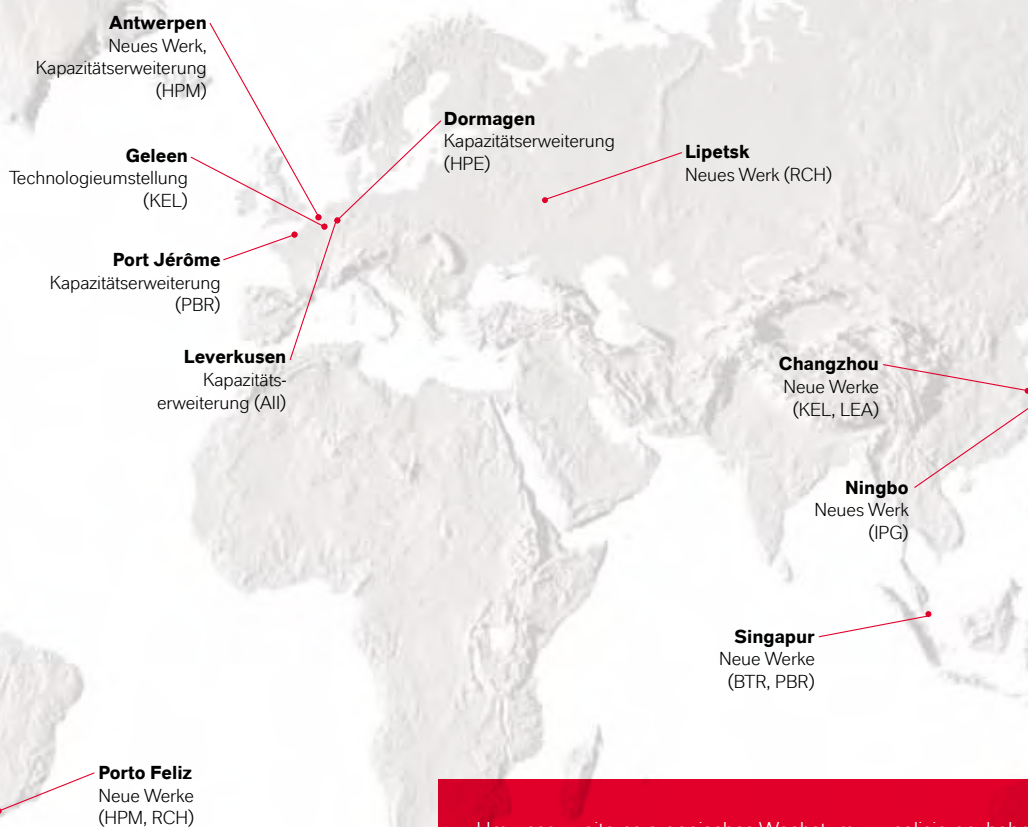 Antwerpen
Neues Werk,
Kapazitätserweiterung
(HPM)
Geleen
Technologieumstellung
(KEL)
Port Jérôme
Kapazitätserweiterung
(PBR)
Leverkusen
Kapazitäts-
erweiterung (AII)
Dormagen
Kapazitätserweiterung
(HPE)
Lipetsk
Neues Werk (RCH)
Changzhou
Neue Werke
(KEL, LEA)
Ningbo
Neues Werk
(IPG)
Singapur
Neue Werke
(BTR, PBR)
Porto Feliz
Neue Werke
(HPM, RCH)